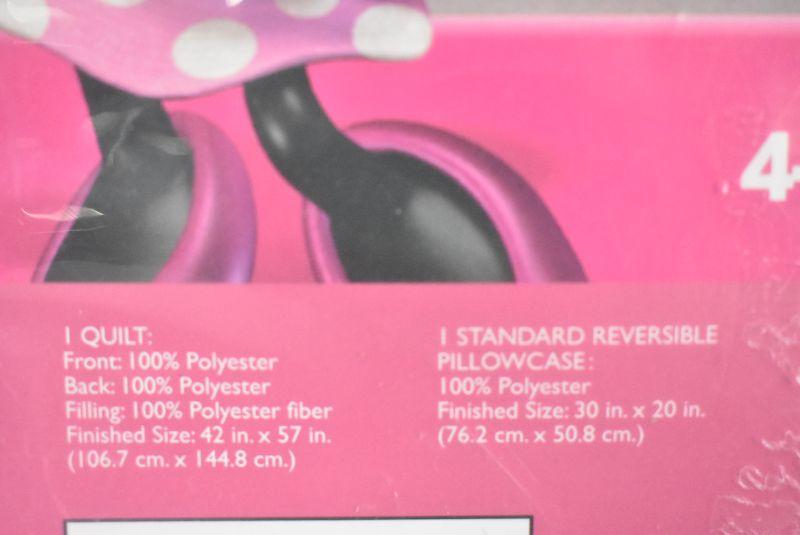 4
1 QUILT:
Front: 100% Polyester
Back: 100% Polyester
Filling: 100% Polyester fiber
Finished Size: 42 in. x 57 in.
(106.7 cm. x 144.8 cm.)
1 STANDARD REVERSIBLE
PILLOWCASE:
100% Polyester
Finished Size: 30 in. x 20 in.
(76.2 cm. x 50.8 cm.)